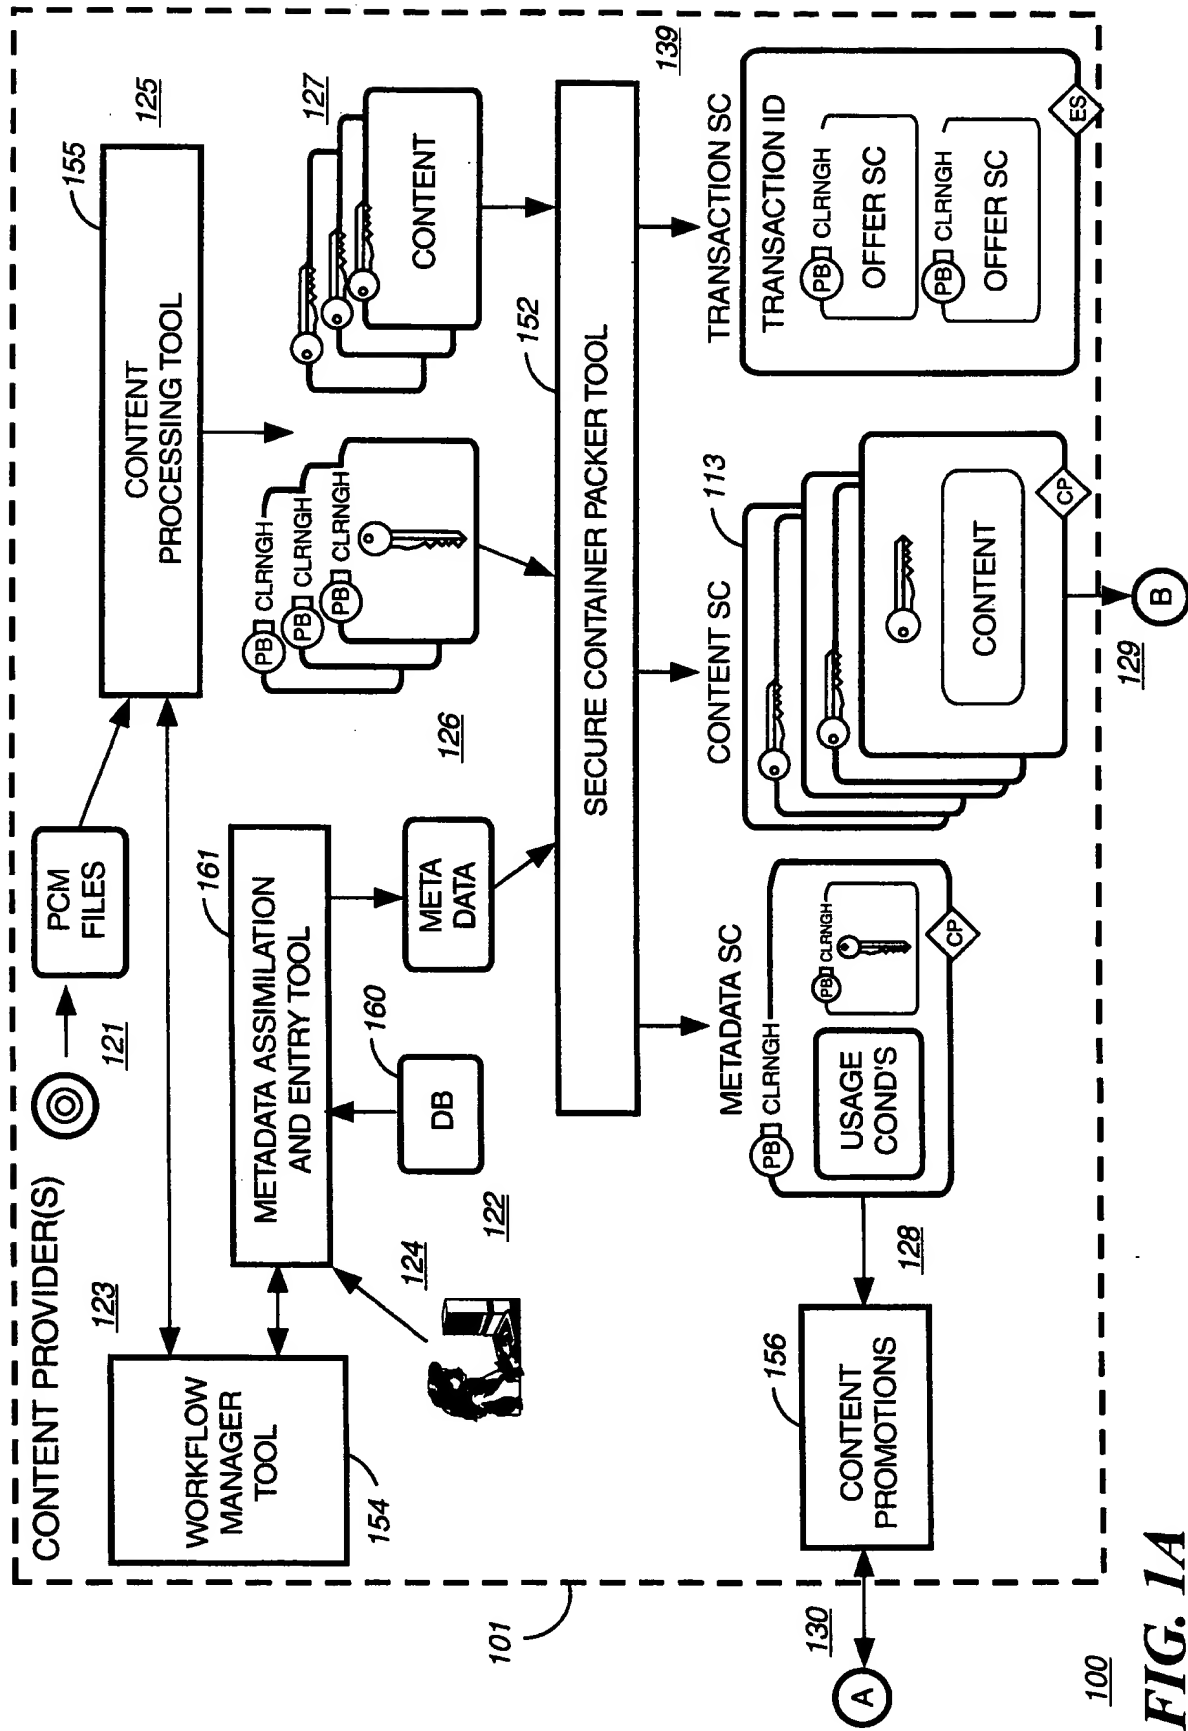 CONTENT PROVIDER(S)
121
PCM
FILES
155
125
CONTENT
PROCESSING TOOL
123
WORKFLOW
MANAGER
TOOL
154
161
METADATA ASSIMILATION
AND ENTRY TOOL
124
122
160
DB
META
DATA
126
PB CLRNGH
PB CLRNGH
PB CLRNGH
127
CONTENT
152
SECURE CONTAINER PACKER TOOL
139
METADATA SC
PB CLRNGH
USAGE
COND'S
PB CLRNGH
CP
CONTENT SC
113
CONTENT
CP
TRANSACTION SC
TRANSACTION ID
PB CLRNGH
OFFER SC
PB CLRNGH
OFFER SC
ES
128
156
CONTENT
PROMOTIONS
129
B
101
130
A
100
FIG. 1A